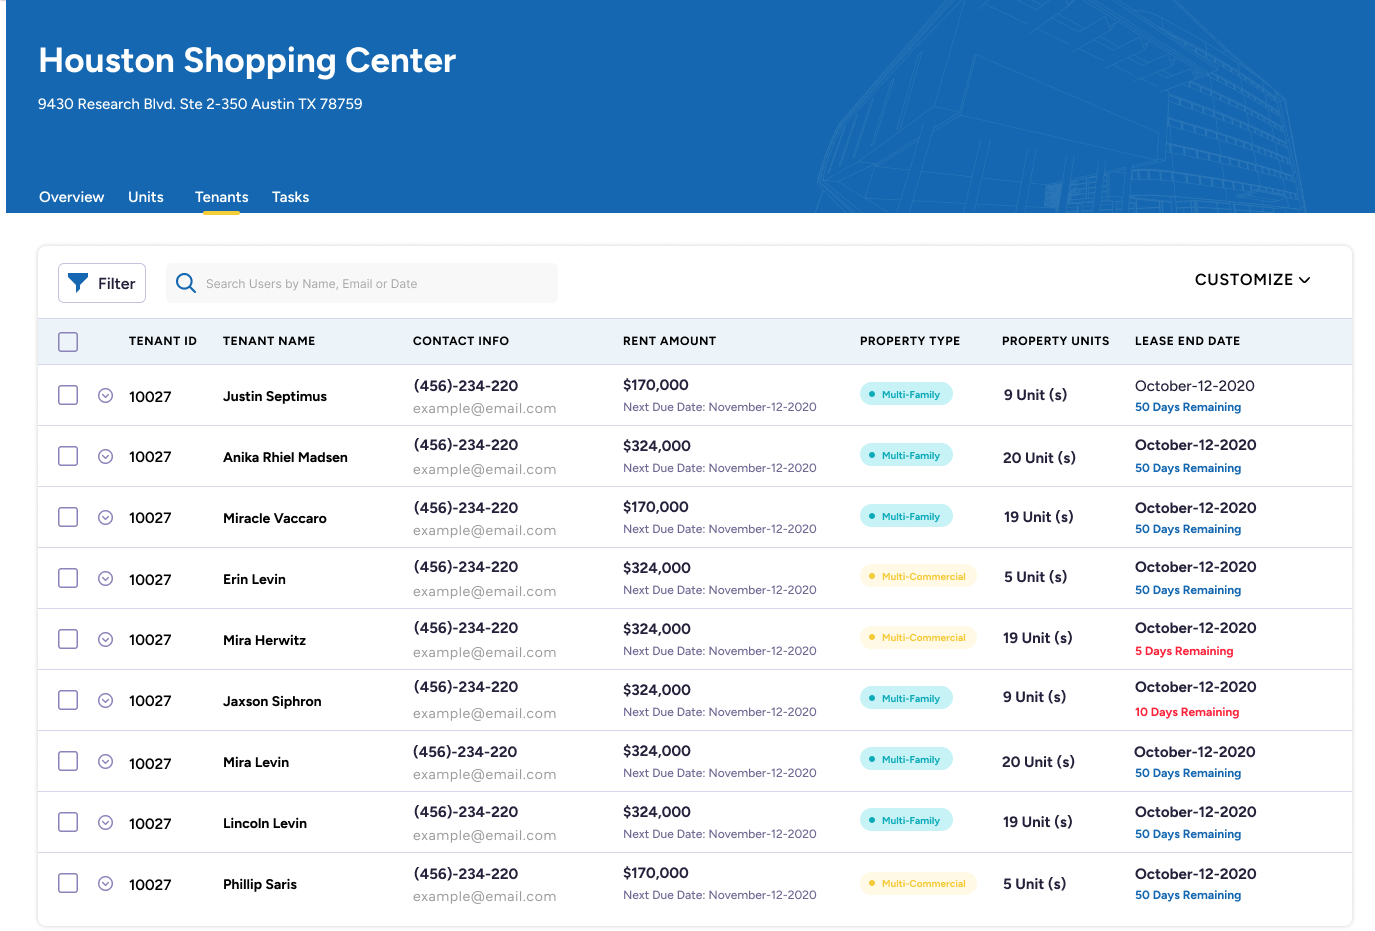 Houston Shopping Center
9430 Research Blvd. Ste 2-350 Austin TX 78759
Overview Units Tenants Tasks
Filter Search Users by Name, Email or Date CUSTOMIZE
TENANT ID TENANT NAME CONTACT INFO RENT AMOUNT PROPERTY TYPE PROPERTY UNITS LEASE END DATE
10027 Justin Septimus (456)-234-220 $170,000 Multi-Family 9 Unit (s) October-12-2020
example@email.com Next Due Date: November-12-2020 50 Days Remaining
10027 Anika Rhiel Madsen (456)-234-220 $324,000 Multi-Family 20 Unit (s) October-12-2020
example@email.com Next Due Date: November-12-2020 50 Days Remaining
10027 Miracle Vaccaro (456)-234-220 $170,000 Multi-Family 19 Unit (s) October-12-2020
example@email.com Next Due Date: November-12-2020 50 Days Remaining
10027 Erin Levin (456)-234-220 $324,000 Multi-Commercial 5 Unit (s) October-12-2020
example@email.com Next Due Date: November-12-2020 50 Days Remaining
10027 Mira Herwitz (456)-234-220 $324,000 Multi-Commercial 19 Unit (s) October-12-2020
example@email.com Next Due Date: November-12-2020 5 Days Remaining
10027 Jaxson Siphron (456)-234-220 $324,000 Multi-Family 9 Unit (s) October-12-2020
example@email.com Next Due Date: November-12-2020 10 Days Remaining
10027 Mira Levin (456)-234-220 $324,000 Multi-Family 20 Unit (s) October-12-2020
example@email.com Next Due Date: November-12-2020 50 Days Remaining
10027 Lincoln Levin (456)-234-220 $324,000 Multi-Family 19 Unit (s) October-12-2020
example@email.com Next Due Date: November-12-2020 50 Days Remaining
10027 Phillip Saris (456)-234-220 $170,000 Multi-Commercial 5 Unit (s) October-12-2020
example@email.com Next Due Date: November-12-2020 50 Days Remaining